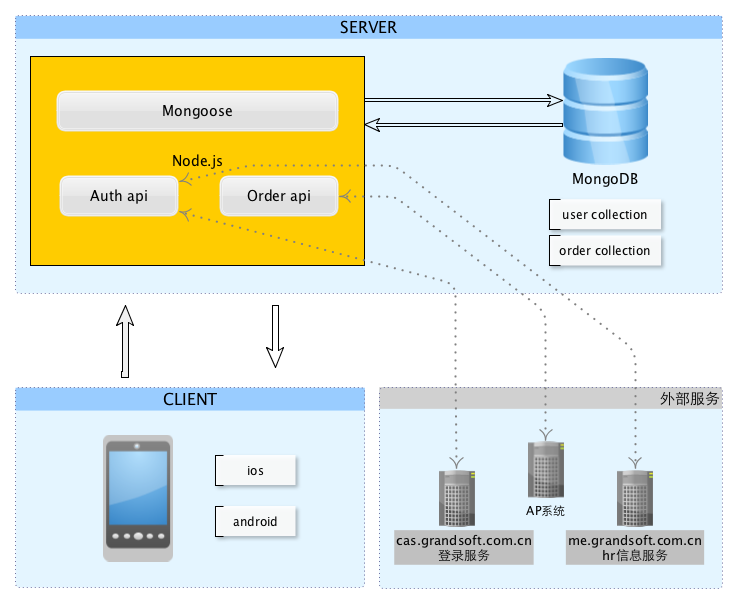 SERVER
Mongoose
Node.js
Auth api
Order api
MongoDB
user collection
order collection
CLIENT
ios
android
外部服务
AP系统
cas.grandsoft.com.cn
登录服务
me.grandsoft.com.cn
hr信息服务